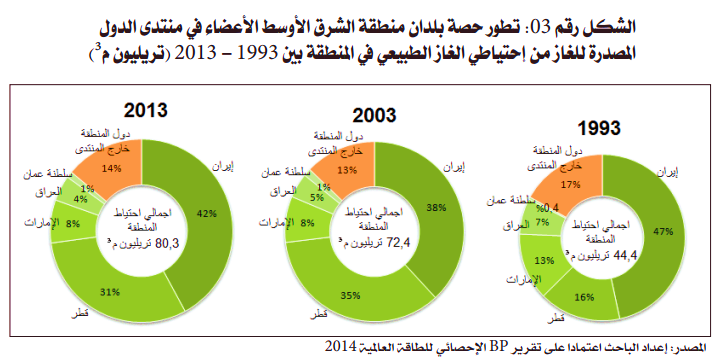 الشكل رقم 03: تطور حصة بلدان منطقة الشرق الأوسط الأعضاء في منتدى الدول
المصدرة للغاز من إحتياطي الغاز الطبيعي في المنطقة بين 1993 – 2013 (تريليون م³)
1993
إيران
47%
16%
قطر
13%
الإمارات
7%
العراق
%0,4
سلطنة عمان
17%
دول المنطقة
خارج المنتدى
اجمالي احتياط
المنطقة
44,4 تريليون م³
2003
إيران
38%
35%
قطر
8%
الإمارات
5%
العراق
1%
سلطنة عمان
13%
دول المنطقة
خارج المنتدى
اجمالي احتياط
المنطقة
72,4 تريليون م³
2013
إيران
42%
31%
قطر
8%
الإمارات
4%
العراق
1%
سلطنة عمان
14%
دول المنطقة
خارج المنتدى
اجمالي احتياط
المنطقة
80,3 تريليون م³
المصدر: إعداد الباحث اعتمادا على تقرير BP الإحصائي للطاقة العالمية 2014